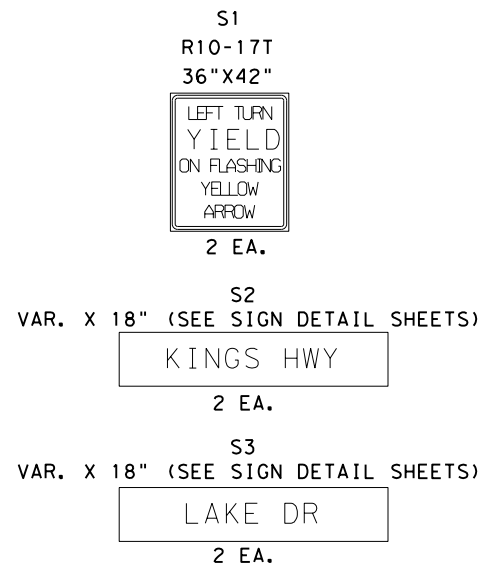 S1
R10-17T
36"X42"
LEFT TURN
YIELD
ON FLASHING
YELLOW
ARROW
2 EA.
S2
VAR. X 18" (SEE SIGN DETAIL SHEETS)
KINGS HWY
2 EA.
S3
VAR. X 18" (SEE SIGN DETAIL SHEETS)
LAKE DR
2 EA.